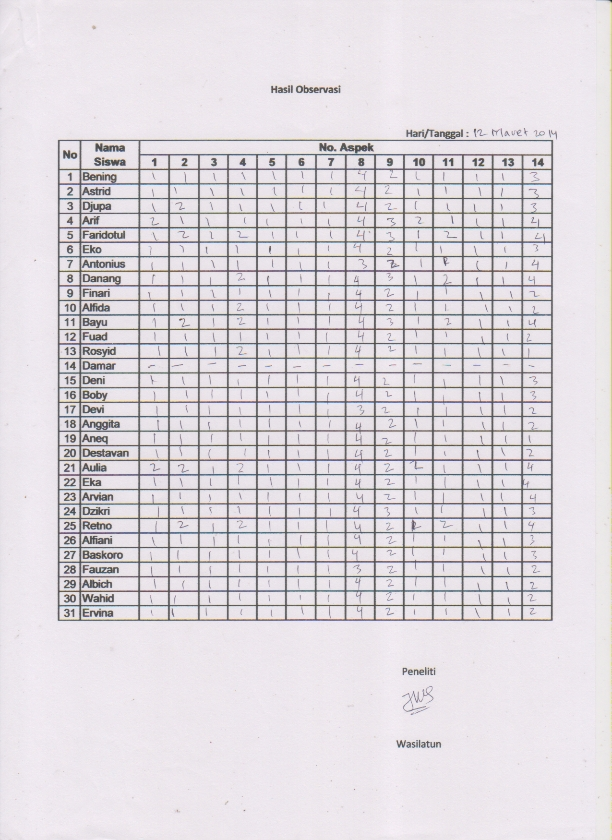 Hasil Observasi
Hari/Tanggal : 12 Maret 2014
No Nama Siswa No. Aspek
1 2 3 4 5 6 7 8 9 10 11 12 13 14
1 Bening 1 1 1 1 1 1 1 4 2 1 1 1 1 3
2 Astrid 1 1 1 1 1 1 1 4 2 1 1 1 1 3
3 Djupa 1 2 1 1 1 1 1 4 2 1 1 1 1 3
4 Arif 2 1 1 1 1 1 1 4 3 2 1 1 1 4
5 Faridotul 1 2 1 2 1 1 1 4 3 1 2 1 1 4
6 Eko 1 1 1 1 1 1 1 4 2 1 1 1 1 3
7 Antonius 1 1 1 1 1 1 1 3 2 1 1 1 1 4
8 Danang 1 1 1 2 1 1 1 4 3 1 2 1 1 4
9 Finari 1 1 1 1 1 1 1 4 2 1 1 1 1 2
10 Alfida 1 1 1 2 1 1 1 4 2 1 1 1 1 2
11 Bayu 1 2 1 2 1 1 1 4 3 1 2 1 1 4
12 Fuad 1 1 1 1 1 1 1 4 2 1 1 1 1 2
13 Rosyid 1 1 1 2 1 1 1 4 2 1 1 1 1 1
14 Damar – – – – – – – – – – – – – –
15 Deni 1 1 1 1 1 1 1 4 2 1 1 1 1 3
16 Boby 1 1 1 1 1 1 1 4 2 1 1 1 1 3
17 Devi 1 1 1 1 1 1 1 3 2 1 1 1 1 2
18 Anggita 1 1 1 1 1 1 1 4 2 1 1 1 1 2
19 Aneq 1 1 1 1 1 1 1 4 2 1 1 1 1 1
20 Destavan 1 1 1 1 1 1 1 4 2 1 1 1 1 2
21 Aulia 2 2 1 2 1 1 1 4 2 2 1 1 1 4
22 Eka 1 1 1 1 1 1 1 4 2 1 1 1 1 4
23 Arvian 1 1 1 1 1 1 1 4 2 1 1 1 1 4
24 Dzikri 1 1 1 1 1 1 1 4 3 1 1 1 1 3
25 Retno 1 2 1 2 1 1 1 4 2 2 1 1 4
26 Alfiani 1 1 1 1 1 1 1 4 2 1 1 1 1 3
27 Baskoro 1 1 1 1 1 1 1 4 2 1 1 1 1 3
28 Fauzan 1 1 1 1 1 1 1 3 2 1 1 1 1 2
29 Albich 1 1 1 1 1 1 1 4 2 1 1 1 1 2
30 Wahid 1 1 1 1 1 1 1 4 2 1 1 1 1 2
31 Ervina 1 1 1 1 1 1 1 4 2 1 1 1 1 2
Peneliti
Wasilatun